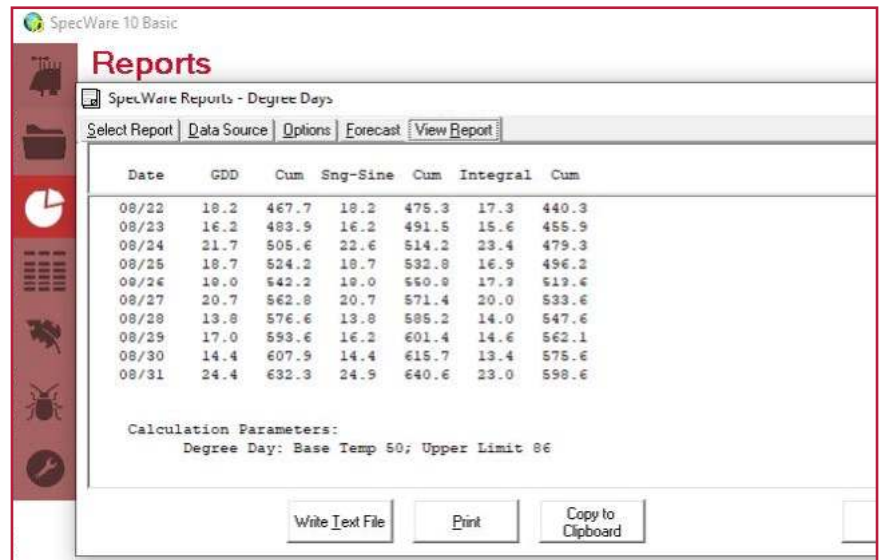 SpecWare 10 Basic
Reports
SpecWare Reports - Degree Days
Select Report Data Source Options Forecast View Report
Date GDD Cum Sng-Sine Cum Integral Cum
08/22 18.2 467.7 18.2 475.3 17.3 440.3
08/23 16.2 483.9 16.2 491.5 15.6 455.9
08/24 21.7 505.6 22.6 514.2 23.4 479.3
08/25 18.7 524.2 18.7 532.8 16.9 496.2
08/26 18.0 542.2 18.0 550.8 17.3 513.6
08/27 20.7 562.8 20.7 571.4 20.0 533.6
08/28 13.8 576.6 13.8 585.2 14.0 547.6
08/29 17.0 593.6 16.2 601.4 14.6 562.1
08/30 14.4 607.9 14.4 615.7 13.4 575.6
08/31 24.4 632.3 24.9 640.6 23.0 598.6
Calculation Parameters:
Degree Day: Base Temp 50; Upper Limit 86
Write Text File Print Copy to
Clipboard